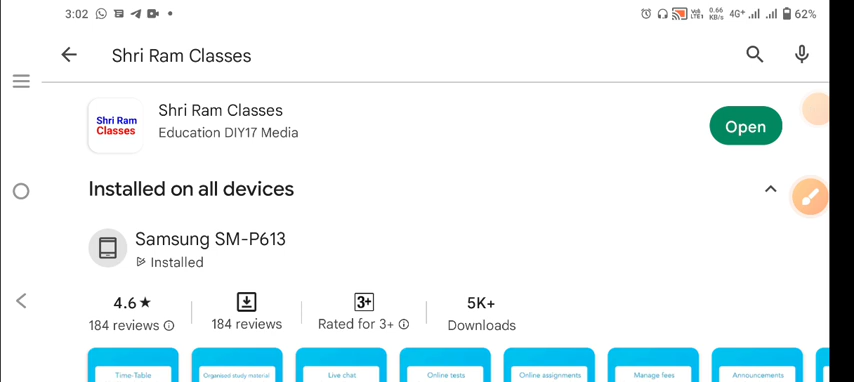 3:02 Vo) LTE1 0.66 KB/s 4G+ 62%
Shri Ram Classes
Shri Ram Classes
Shri Ram Classes
Education DIY17 Media
Open
Installed on all devices
Samsung SM-P613
Installed
4.6★ 3+ 5K+
184 reviews 184 reviews Rated for 3+ Downloads
Time-Table Organised study material Live chat Online tests Online assignments Manage fees Announcements